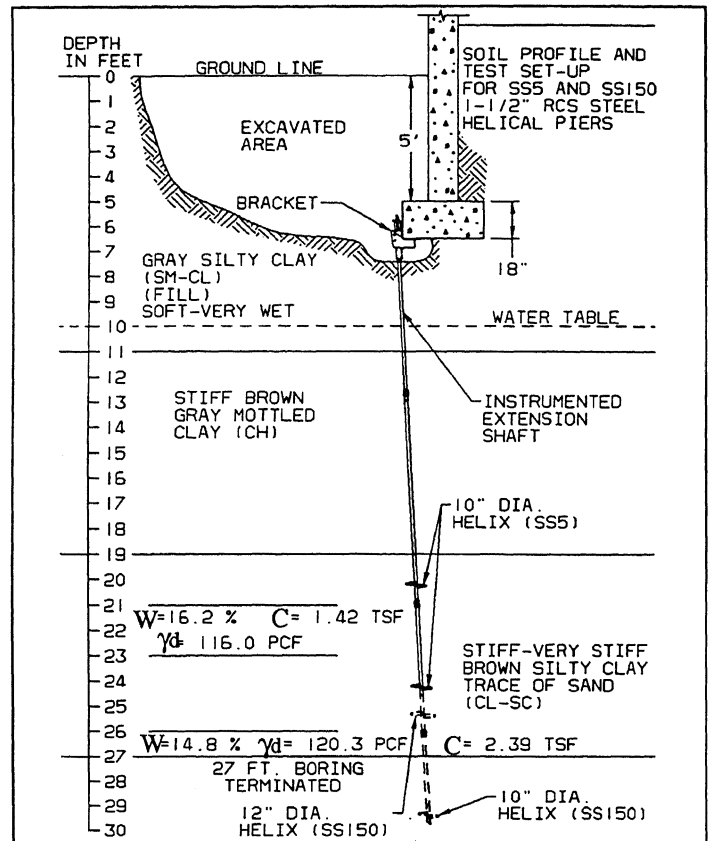 DEPTH
IN FEET
0
1
2
3
4
5
6
7
8
9
10
11
12
13
14
15
16
17
18
19
20
21
22
23
24
25
26
27
28
29
30
GROUND LINE
EXCAVATED
AREA
5'
SOIL PROFILE AND
TEST SET-UP
FOR SS5 AND SS150
1-1/2" RCS STEEL
HELICAL PIERS
BRACKET
18"
GRAY SILTY CLAY
(SM-CL)
(FILL)
SOFT-VERY WET
WATER TABLE
STIFF BROWN
GRAY MOTTLED
CLAY (CH)
INSTRUMENTED
EXTENSION
SHAFT
10" DIA.
HELIX (SS5)
W=16.2 % C= 1.42 TSF
γd= 116.0 PCF
STIFF-VERY STIFF
BROWN SILTY CLAY
TRACE OF SAND
(CL-SC)
W=14.8 % γd= 120.3 PCF C= 2.39 TSF
27 FT. BORING
TERMINATED
12" DIA.
HELIX (SS150)
10" DIA.
HELIX (SS150)